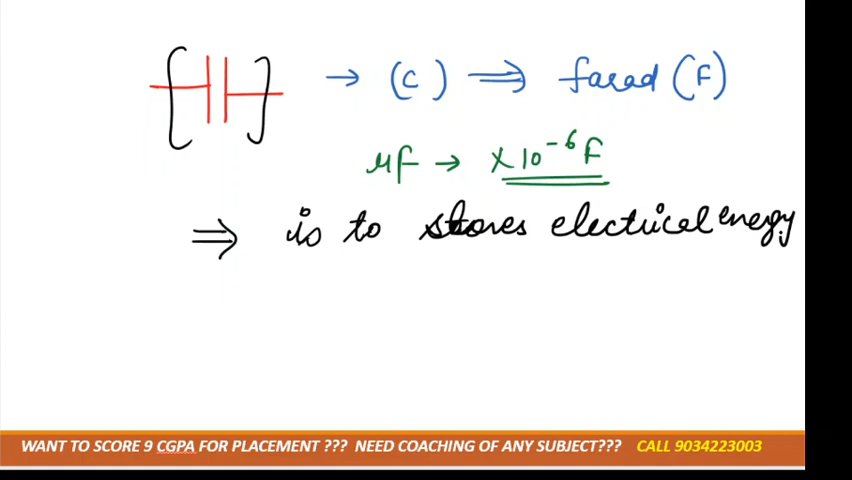 → (C) ⇒ farad (F)
μF → ×10⁻⁶ F
⇒ is to stores electrical energy
WANT TO SCORE 9 CGPA FOR PLACEMENT ??? NEED COACHING OF ANY SUBJECT??? CALL 9034223003